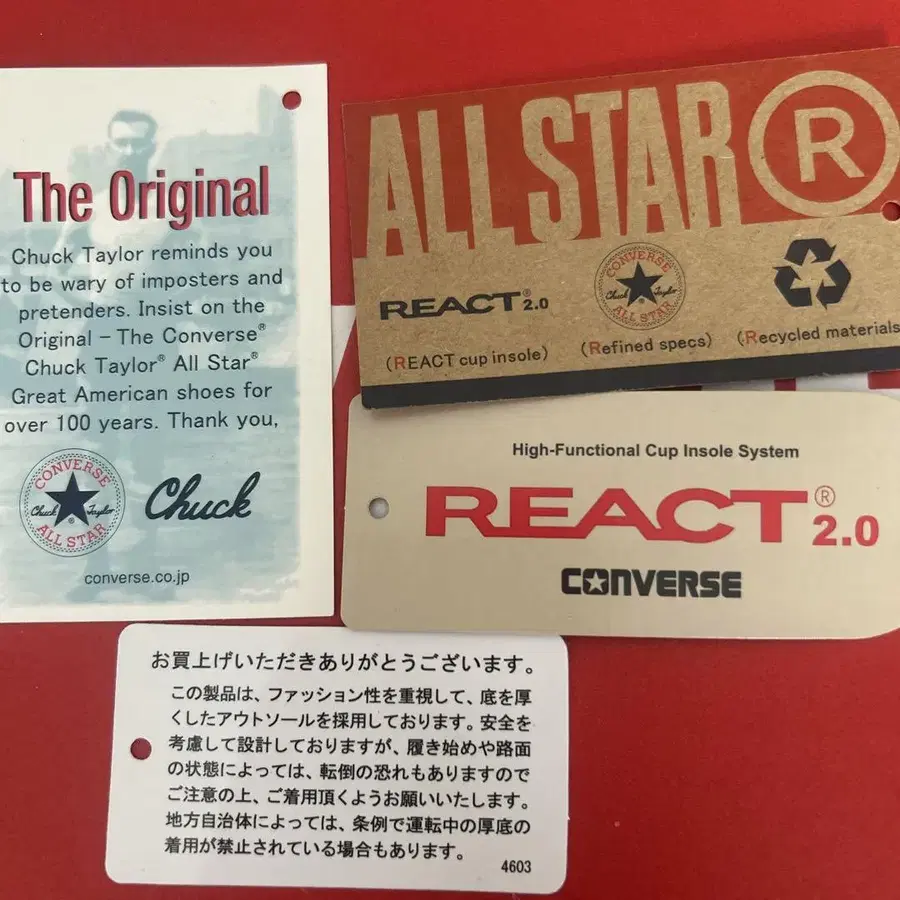 The Original
Chuck Taylor reminds you
to be wary of imposters and
pretenders. Insist on the
Original – The Converse®
Chuck Taylor® All Star®
Great American shoes for
over 100 years. Thank you,
CONVERSE
Chuck Taylor
ALL STAR
Chuck
converse.co.jp
ALL STAR Ⓡ
REACT® 2.0
(REACT cup insole)
CONVERSE
Chuck Taylor
ALL STAR
(Refined specs)
(Recycled materials
High-Functional Cup Insole System
REACT® 2.0
CONVERSE
お買上げいただきありがとうございます。
この製品は、ファッション性を重視して、底を厚
くしたアウトソールを採用しております。安全を
考慮して設計しておりますが、履き始めや路面
の状態によっては、転倒の恐れもありますので
ご注意の上、ご着用頂くようお願いいたします。
地方自治体によっては、条例で運転中の厚底の
着用が禁止されている場合もあります。
4603